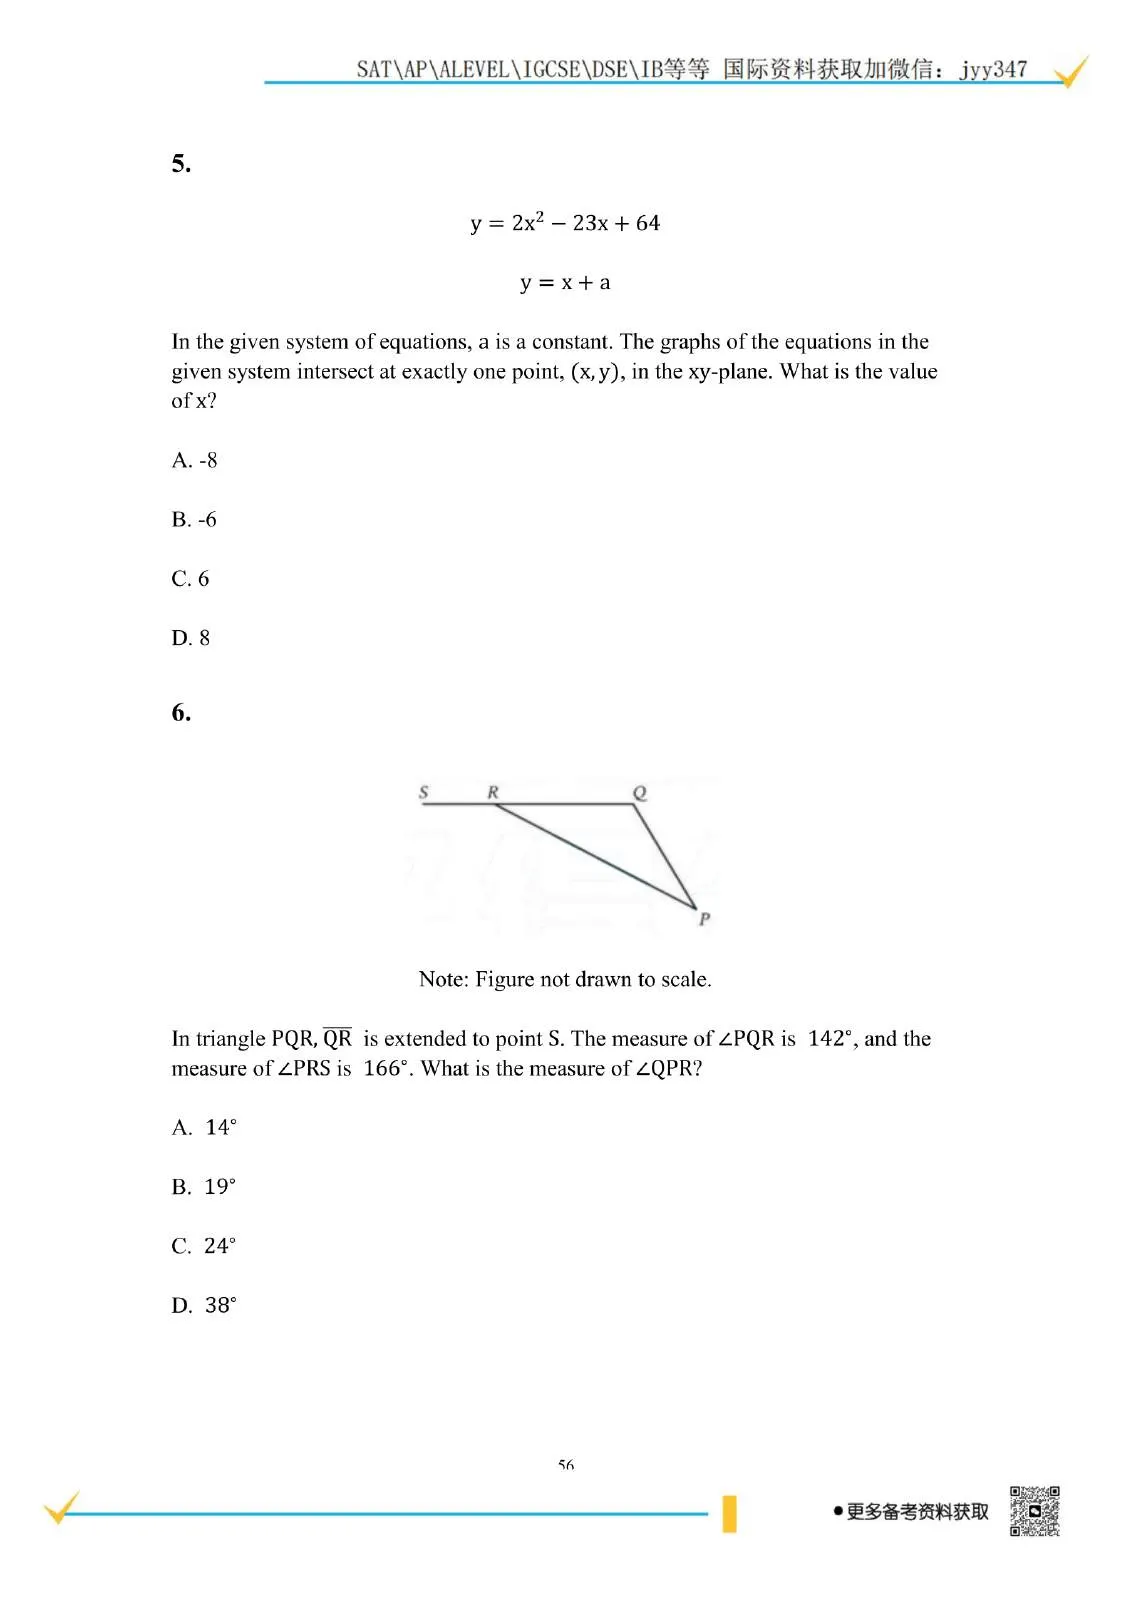 SAT\AP\ALEVEL\IGCSE\DSE\IB等等 国际资料获取加微信：jyy347
5.
y = 2x² − 23x + 64
y = x + a
In the given system of equations, a is a constant. The graphs of the equations in the
given system intersect at exactly one point, (x, y), in the xy-plane. What is the value
of x?
A. -8
B. -6
C. 6
D. 8
6.
S R Q
P
Note: Figure not drawn to scale.
In triangle PQR, Q̅R̅ is extended to point S. The measure of ∠PQR is 142°, and the
measure of ∠PRS is 166°. What is the measure of ∠QPR?
A. 14°
B. 19°
C. 24°
D. 38°
56
●更多备考资料获取